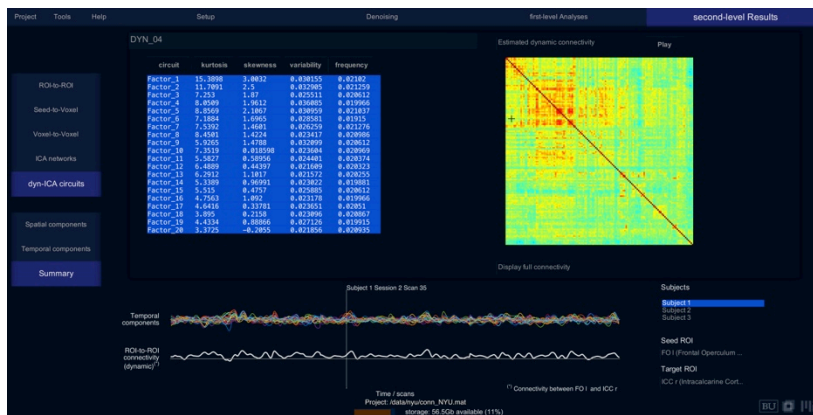 Project Tools Help Setup Denoising first-level Analyses second-level Results
DYN_04
Estimated dynamic connectivity Play
ROI-to-ROI
Seed-to-Voxel
Voxel-to-Voxel
ICA networks
dyn-ICA circuits
Spatial components
Temporal components
Summary
circuit kurtosis skewness variability frequency
Factor_1 15.3898 3.0032 0.030155 0.02102
Factor_2 11.7091 2.5 0.032905 0.021259
Factor_3 7.253 1.87 0.025511 0.020612
Factor_4 8.0509 1.9612 0.036085 0.019966
Factor_5 8.8569 2.1067 0.030959 0.021037
Factor_6 7.1884 1.6965 0.028581 0.01915
Factor_7 7.5392 1.4601 0.026259 0.021276
Factor_8 8.4501 1.4224 0.023417 0.020986
Factor_9 5.9265 1.4788 0.032099 0.020612
Factor_10 7.3519 0.018598 0.023604 0.020969
Factor_11 5.5827 0.58956 0.024401 0.020374
Factor_12 6.4889 0.44397 0.021609 0.020323
Factor_13 6.2912 1.1017 0.021572 0.020255
Factor_14 5.3389 0.96991 0.023022 0.019881
Factor_15 5.515 0.4757 0.025885 0.020612
Factor_16 4.7563 1.092 0.023178 0.019966
Factor_17 4.6416 0.33781 0.023651 0.02051
Factor_18 3.895 0.2158 0.023096 0.020867
Factor_19 4.4334 0.88866 0.027126 0.019915
Factor_20 3.3725 -0.2055 0.021856 0.020935
Display full connectivity
Subject 1 Session 2 Scan 35
Temporal
components
ROI-to-ROI
connectivity
(dynamic)(*)
Time / scans
(*) Connectivity between FO l and ICC r
Subjects
Subject 1
Subject 2
Subject 3
Seed ROI
FO l (Frontal Operculum ...
Target ROI
ICC r (Intracalcarine Cort...
Project: /data/nyu/conn_NYU.mat
storage: 56.5Gb available (11%)
BU